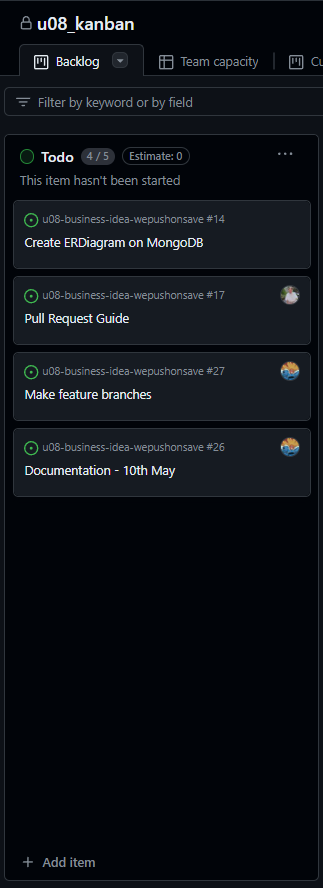 u08_kanban
Backlog
Team capacity
Cu
Filter by keyword or by field
Todo 4 / 5 Estimate: 0
This item hasn't been started
u08-business-idea-wepushonsave #14
Create ERDiagram on MongoDB
u08-business-idea-wepushonsave #17
Pull Request Guide
u08-business-idea-wepushonsave #27
Make feature branches
u08-business-idea-wepushonsave #26
Documentation - 10th May
Add item